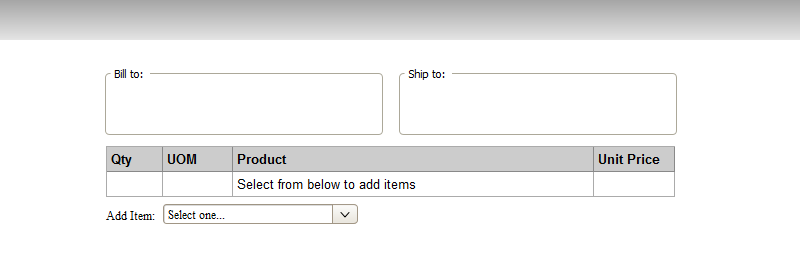 Bill to: Ship to:
Qty UOM Product Unit Price
Select from below to add items
Add Item: Select one...